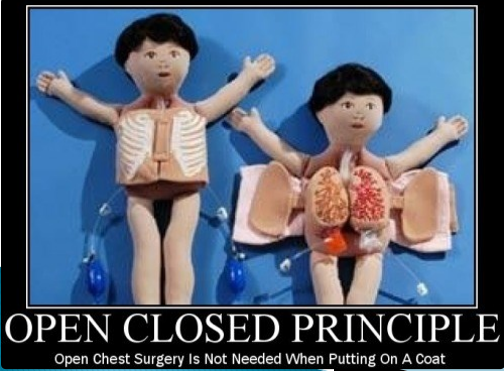 OPEN CLOSED PRINCIPLE
Open Chest Surgery Is Not Needed When Putting On A Coat